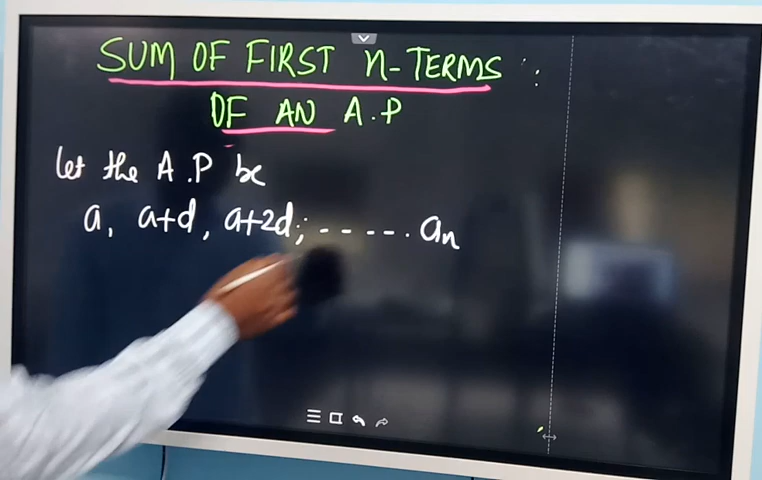 SUM OF FIRST n-TERMS
OF AN A.P
let the A.P be
a, a+d, a+2d; ----- . an